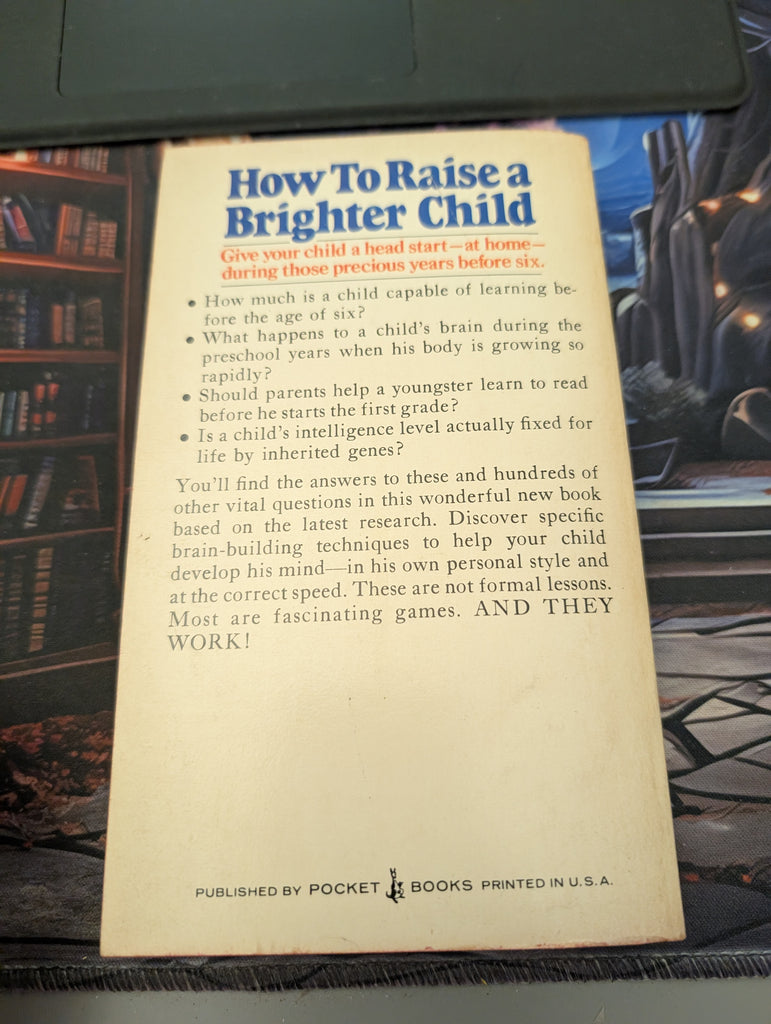 How To Raise a
Brighter Child
Give your child a head start—at home—
during those precious years before six.
• How much is a child capable of learning be-
fore the age of six?
• What happens to a child's brain during the
preschool years when his body is growing so
rapidly?
• Should parents help a youngster learn to read
before he starts the first grade?
• Is a child's intelligence level actually fixed for
life by inherited genes?
You'll find the answers to these and hundreds of
other vital questions in this wonderful new book
based on the latest research. Discover specific
brain-building techniques to help your child
develop his mind—in his own personal style and
at the correct speed. These are not formal lessons.
Most are fascinating games. AND THEY
WORK!
PUBLISHED BY POCKET BOOKS PRINTED IN U.S.A.